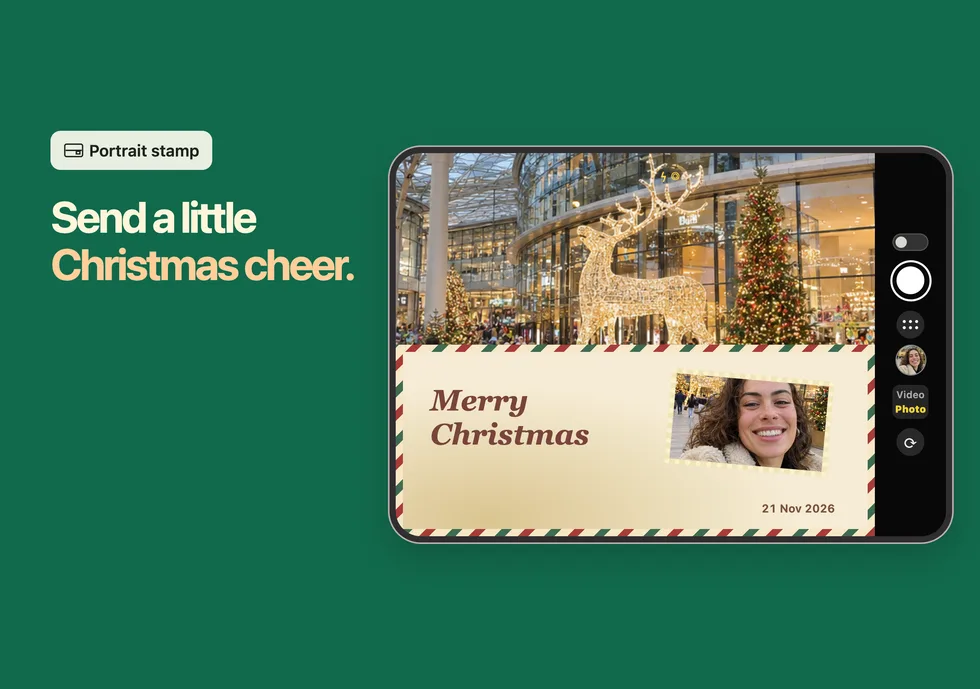 Portrait stamp
Send a little
Christmas cheer.
Merry
Christmas
21 Nov 2026
Video
Photo